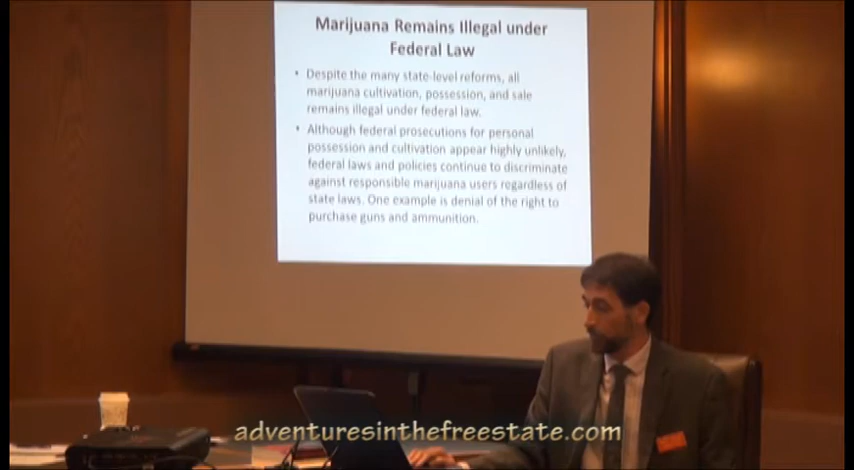 Marijuana Remains Illegal under
Federal Law
• Despite the many state-level reforms, all
marijuana cultivation, possession, and sale
remains illegal under federal law.
• Although federal prosecutions for personal
possession and cultivation appear highly unlikely,
federal laws and policies continue to discriminate
against responsible marijuana users regardless of
state laws. One example is denial of the right to
purchase guns and ammunition.
adventuresinthefreestate.com